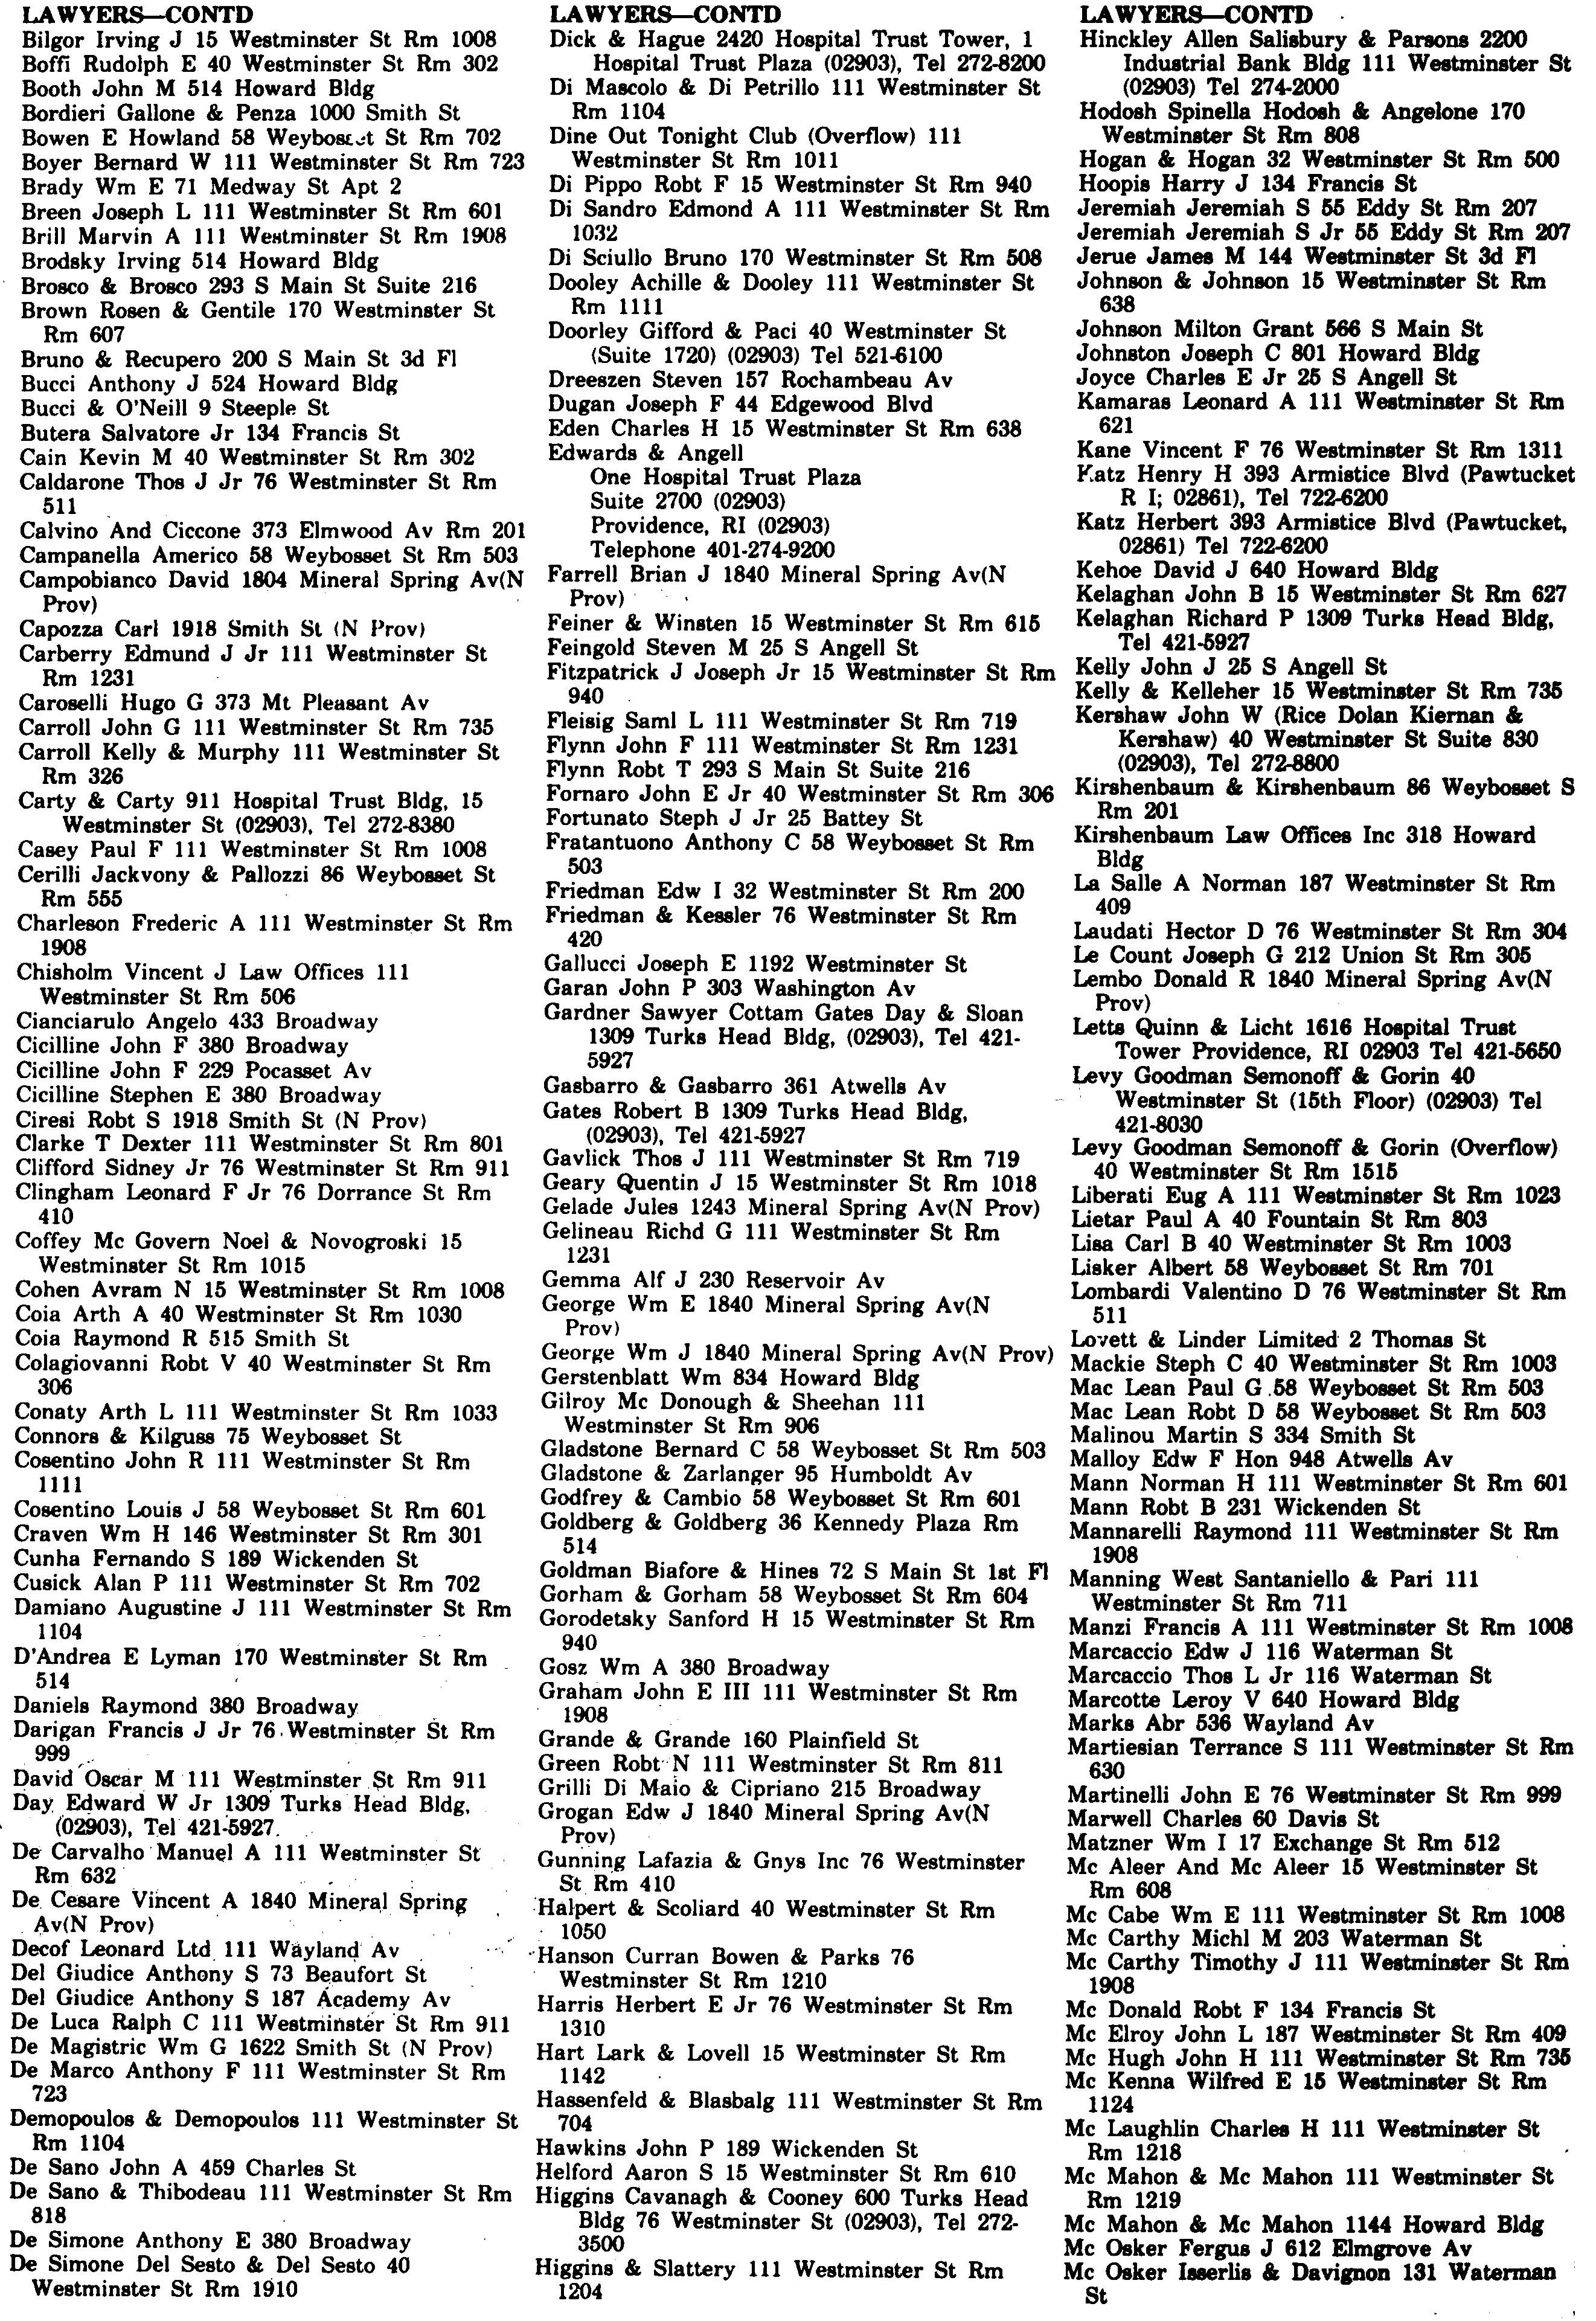 LAWYERS—CONTD
Bilgor Irving J 15 Westminster St Rm 1008
Boffi Rudolph E 40 Westminster St Rm 302
Booth John M 514 Howard Bldg
Bordieri Gallone & Penza 1000 Smith St
Bowen E Howland 58 Weybosset St Rm 702
Boyer Bernard W 111 Westminster St Rm 723
Brady Wm E 71 Medway St Apt 2
Breen Joseph L 111 Westminster St Rm 601
Brill Marvin A 111 Westminster St Rm 1908
Brodsky Irving 514 Howard Bldg
Brosco & Brosco 293 S Main St Suite 216
Brown Rosen & Gentile 170 Westminster St
Rm 607
Bruno & Recupero 200 S Main St 3d Fl
Bucci Anthony J 524 Howard Bldg
Bucci & O'Neill 9 Steeple St
Butera Salvatore Jr 134 Francis St
Cain Kevin M 40 Westminster St Rm 302
Caldarone Thos J Jr 76 Westminster St Rm
511
Calvino And Ciccone 373 Elmwood Av Rm 201
Campanella Americo 58 Weybosset St Rm 503
Campobianco David 1804 Mineral Spring Av(N
Prov)
Capozza Carl 1918 Smith St (N Prov)
Carberry Edmund J Jr 111 Westminster St
Rm 1231
Caroselli Hugo G 373 Mt Pleasant Av
Carroll John G 111 Westminster St Rm 735
Carroll Kelly & Murphy 111 Westminster St
Rm 326
Carty & Carty 911 Hospital Trust Bldg, 15
Westminster St (02903), Tel 272-8380
Casey Paul F 111 Westminster St Rm 1008
Cerilli Jackvony & Pallozzi 86 Weybosset St
Rm 555
Charleson Frederic A 111 Westminster St Rm
1908
Chisholm Vincent J Law Offices 111
Westminster St Rm 506
Cianciarulo Angelo 433 Broadway
Cicilline John F 380 Broadway
Cicilline John F 229 Pocasset Av
Cicilline Stephen E 380 Broadway
Ciresi Robt S 1918 Smith St (N Prov)
Clarke T Dexter 111 Westminster St Rm 801
Clifford Sidney Jr 76 Westminster St Rm 911
Clingham Leonard F Jr 76 Dorrance St Rm
410
Coffey Mc Govern Noel & Novogroski 15
Westminster St Rm 1015
Cohen Avram N 15 Westminster St Rm 1008
Coia Arth A 40 Westminster St Rm 1030
Coia Raymond R 515 Smith St
Colagiovanni Robt V 40 Westminster St Rm
306
Conaty Arth L 111 Westminster St Rm 1033
Connors & Kilguss 75 Weybosset St
Cosentino John R 111 Westminster St Rm
1111
Cosentino Louis J 58 Weybosset St Rm 601
Craven Wm H 146 Westminster St Rm 301
Cunha Fernando S 189 Wickenden St
Cusick Alan P 111 Westminster St Rm 702
Damiano Augustine J 111 Westminster St Rm
1104
D'Andrea E Lyman 170 Westminster St Rm
514
Daniels Raymond 380 Broadway
Darigan Francis J Jr 76 Westminster St Rm
999
David Oscar M 111 Westminster St Rm 911
Day Edward W Jr 1309 Turks Head Bldg,
(02903), Tel 421-5927
De Carvalho Manuel A 111 Westminster St
Rm 632
De Cesare Vincent A 1840 Mineral Spring
Av(N Prov)
Decof Leonard Ltd 111 Wayland Av
Del Giudice Anthony S 73 Beaufort St
Del Giudice Anthony S 187 Academy Av
De Luca Ralph C 111 Westminster St Rm 911
De Magistric Wm G 1622 Smith St (N Prov)
De Marco Anthony F 111 Westminster St Rm
723
Demopoulos & Demopoulos 111 Westminster St
Rm 1104
De Sano John A 459 Charles St
De Sano & Thibodeau 111 Westminster St Rm
818
De Simone Anthony E 380 Broadway
De Simone Del Sesto & Del Sesto 40
Westminster St Rm 1910
LAWYERS—CONTD
Dick & Hague 2420 Hospital Trust Tower, 1
Hospital Trust Plaza (02903), Tel 272-8200
Di Mascolo & Di Petrillo 111 Westminster St
Rm 1104
Dine Out Tonight Club (Overflow) 111
Westminster St Rm 1011
Di Pippo Robt F 15 Westminster St Rm 940
Di Sandro Edmond A 111 Westminster St Rm
1032
Di Sciullo Bruno 170 Westminster St Rm 508
Dooley Achille & Dooley 111 Westminster St
Rm 1111
Doorley Gifford & Paci 40 Westminster St
(Suite 1720) (02903) Tel 521-6100
Dreeszen Steven 157 Rochambeau Av
Dugan Joseph F 44 Edgewood Blvd
Eden Charles H 15 Westminster St Rm 638
Edwards & Angell
One Hospital Trust Plaza
Suite 2700 (02903)
Providence, RI (02903)
Telephone 401-274-9200
Farrell Brian J 1840 Mineral Spring Av(N
Prov)
Feiner & Winsten 15 Westminster St Rm 615
Feingold Steven M 25 S Angell St
Fitzpatrick J Joseph Jr 15 Westminster St Rm
940
Fleisig Saml L 111 Westminster St Rm 719
Flynn John F 111 Westminster St Rm 1231
Flynn Robt T 293 S Main St Suite 216
Fornaro John E Jr 40 Westminster St Rm 306
Fortunato Steph J Jr 25 Battey St
Fratantuono Anthony C 58 Weybosset St Rm
503
Friedman Edw I 32 Westminster St Rm 200
Friedman & Kessler 76 Westminster St Rm
420
Gallucci Joseph E 1192 Westminster St
Garan John P 303 Washington Av
Gardner Sawyer Cottam Gates Day & Sloan
1309 Turks Head Bldg, (02903), Tel 421-
5927
Gasbarro & Gasbarro 361 Atwells Av
Gates Robert B 1309 Turks Head Bldg,
(02903), Tel 421-5927
Gavlick Thos J 111 Westminster St Rm 719
Geary Quentin J 15 Westminster St Rm 1018
Gelade Jules 1243 Mineral Spring Av(N Prov)
Gelineau Richd G 111 Westminster St Rm
1231
Gemma Alf J 230 Reservoir Av
George Wm E 1840 Mineral Spring Av(N
Prov)
George Wm J 1840 Mineral Spring Av(N Prov)
Gerstenblatt Wm 834 Howard Bldg
Gilroy Mc Donough & Sheehan 111
Westminster St Rm 906
Gladstone Bernard C 58 Weybosset St Rm 503
Gladstone & Zarlanger 95 Humboldt Av
Godfrey & Cambio 58 Weybosset St Rm 601
Goldberg & Goldberg 36 Kennedy Plaza Rm
514
Goldman Biafore & Hines 72 S Main St 1st Fl
Gorham & Gorham 58 Weybosset St Rm 604
Gorodetsky Sanford H 15 Westminster St Rm
940
Gosz Wm A 380 Broadway
Graham John E III 111 Westminster St Rm
1908
Grande & Grande 160 Plainfield St
Green Robt N 111 Westminster St Rm 811
Grilli Di Maio & Cipriano 215 Broadway
Grogan Edw J 1840 Mineral Spring Av(N
Prov)
Gunning Lafazia & Gnys Inc 76 Westminster
St Rm 410
Halpert & Scoliard 40 Westminster St Rm
1050
Hanson Curran Bowen & Parks 76
Westminster St Rm 1210
Harris Herbert E Jr 76 Westminster St Rm
1310
Hart Lark & Lovell 15 Westminster St Rm
1142
Hassenfeld & Blasbalg 111 Westminster St Rm
704
Hawkins John P 189 Wickenden St
Helford Aaron S 15 Westminster St Rm 610
Higgins Cavanagh & Cooney 600 Turks Head
Bldg 76 Westminster St (02903), Tel 272-
3500
Higgins & Slattery 111 Westminster St Rm
1204
LAWYERS—CONTD
Hinckley Allen Salisbury & Parsons 2200
Industrial Bank Bldg 111 Westminster St
(02903) Tel 274-2000
Hodosh Spinella Hodosh & Angelone 170
Westminster St Rm 808
Hogan & Hogan 32 Westminster St Rm 500
Hoopis Harry J 134 Francis St
Jeremiah Jeremiah S 55 Eddy St Rm 207
Jeremiah Jeremiah S Jr 55 Eddy St Rm 207
Jerue James M 144 Westminster St 3d Fl
Johnson & Johnson 15 Westminster St Rm
638
Johnson Milton Grant 566 S Main St
Johnston Joseph C 801 Howard Bldg
Joyce Charles E Jr 25 S Angell St
Kamaras Leonard A 111 Westminster St Rm
621
Kane Vincent F 76 Westminster St Rm 1311
Katz Henry H 393 Armistice Blvd (Pawtucket
R I; 02861), Tel 722-6200
Katz Herbert 393 Armistice Blvd (Pawtucket,
02861) Tel 722-6200
Kehoe David J 640 Howard Bldg
Kelaghan John B 15 Westminster St Rm 627
Kelaghan Richard P 1309 Turks Head Bldg,
Tel 421-5927
Kelly John J 25 S Angell St
Kelly & Kelleher 15 Westminster St Rm 735
Kershaw John W (Rice Dolan Kiernan &
Kershaw) 40 Westminster St Suite 830
(02903), Tel 272-8800
Kirshenbaum & Kirshenbaum 86 Weybosset S
Rm 201
Kirshenbaum Law Offices Inc 318 Howard
Bldg
La Salle A Norman 187 Westminster St Rm
409
Laudati Hector D 76 Westminster St Rm 304
Le Count Joseph G 212 Union St Rm 305
Lembo Donald R 1840 Mineral Spring Av(N
Prov)
Letts Quinn & Licht 1616 Hospital Trust
Tower Providence, RI 02903 Tel 421-5650
Levy Goodman Semonoff & Gorin 40
Westminster St (15th Floor) (02903) Tel
421-8030
Levy Goodman Semonoff & Gorin (Overflow)
40 Westminster St Rm 1515
Liberati Eug A 111 Westminster St Rm 1023
Lietar Paul A 40 Fountain St Rm 803
Lisa Carl B 40 Westminster St Rm 1003
Lisker Albert 58 Weybosset St Rm 701
Lombardi Valentino D 76 Westminster St Rm
511
Lovett & Linder Limited 2 Thomas St
Mackie Steph C 40 Westminster St Rm 1003
Mac Lean Paul G 58 Weybosset St Rm 503
Mac Lean Robt D 58 Weybosset St Rm 503
Malinou Martin S 334 Smith St
Malloy Edw F Hon 948 Atwells Av
Mann Norman H 111 Westminster St Rm 601
Mann Robt B 231 Wickenden St
Mannarelli Raymond 111 Westminster St Rm
1908
Manning West Santaniello & Pari 111
Westminster St Rm 711
Manzi Francis A 111 Westminster St Rm 1008
Marcaccio Edw J 116 Waterman St
Marcaccio Thos L Jr 116 Waterman St
Marcotte Leroy V 640 Howard Bldg
Marks Abr 536 Wayland Av
Martiesian Terrance S 111 Westminster St Rm
630
Martinelli John E 76 Westminster St Rm 999
Marwell Charles 60 Davis St
Matzner Wm I 17 Exchange St Rm 512
Mc Aleer And Mc Aleer 15 Westminster St
Rm 608
Mc Cabe Wm E 111 Westminster St Rm 1008
Mc Carthy Michl M 203 Waterman St
Mc Carthy Timothy J 111 Westminster St Rm
1908
Mc Donald Robt F 134 Francis St
Mc Elroy John L 187 Westminster St Rm 409
Mc Hugh John H 111 Westminster St Rm 735
Mc Kenna Wilfred E 15 Westminster St Rm
1124
Mc Laughlin Charles H 111 Westminster St
Rm 1218
Mc Mahon & Mc Mahon 111 Westminster St
Rm 1219
Mc Mahon & Mc Mahon 1144 Howard Bldg
Mc Osker Fergus J 612 Elmgrove Av
Mc Osker Isserlis & Davignon 131 Waterman
St